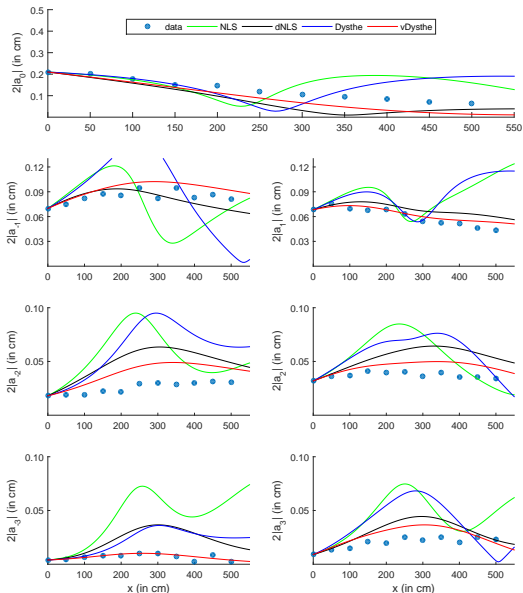 data NLS dNLS Dysthe vDysthe
0.5
0.4
0.3
0.2
0.1
2|a0| (in cm)
0 50 100 150 200 250 300 350 400 450 500 550
0.12
0.09
0.06
0.03
2|a-1| (in cm)
0 100 200 300 400 500
0.12
0.09
0.06
0.03
2|a1| (in cm)
0 100 200 300 400 500
0.10
0.05
2|a-2| (in cm)
0 100 200 300 400 500
0.10
0.05
2|a2| (in cm)
0 100 200 300 400 500
0.1
0.05
2|a-3| (in cm)
0 100 200 300 400 500
x (in cm)
0.1
0.05
2|a3| (in cm)
0 100 200 300 400 500
x (in cm)